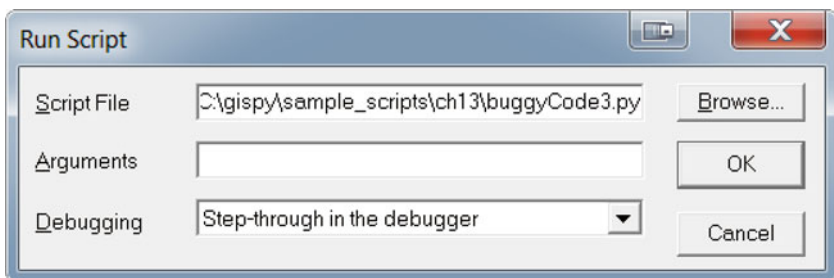 Run Script
Script File C:\gispy\sample_scripts\ch13\buggyCode3.py Browse...
Arguments OK
Debugging Step-through in the debugger Cancel